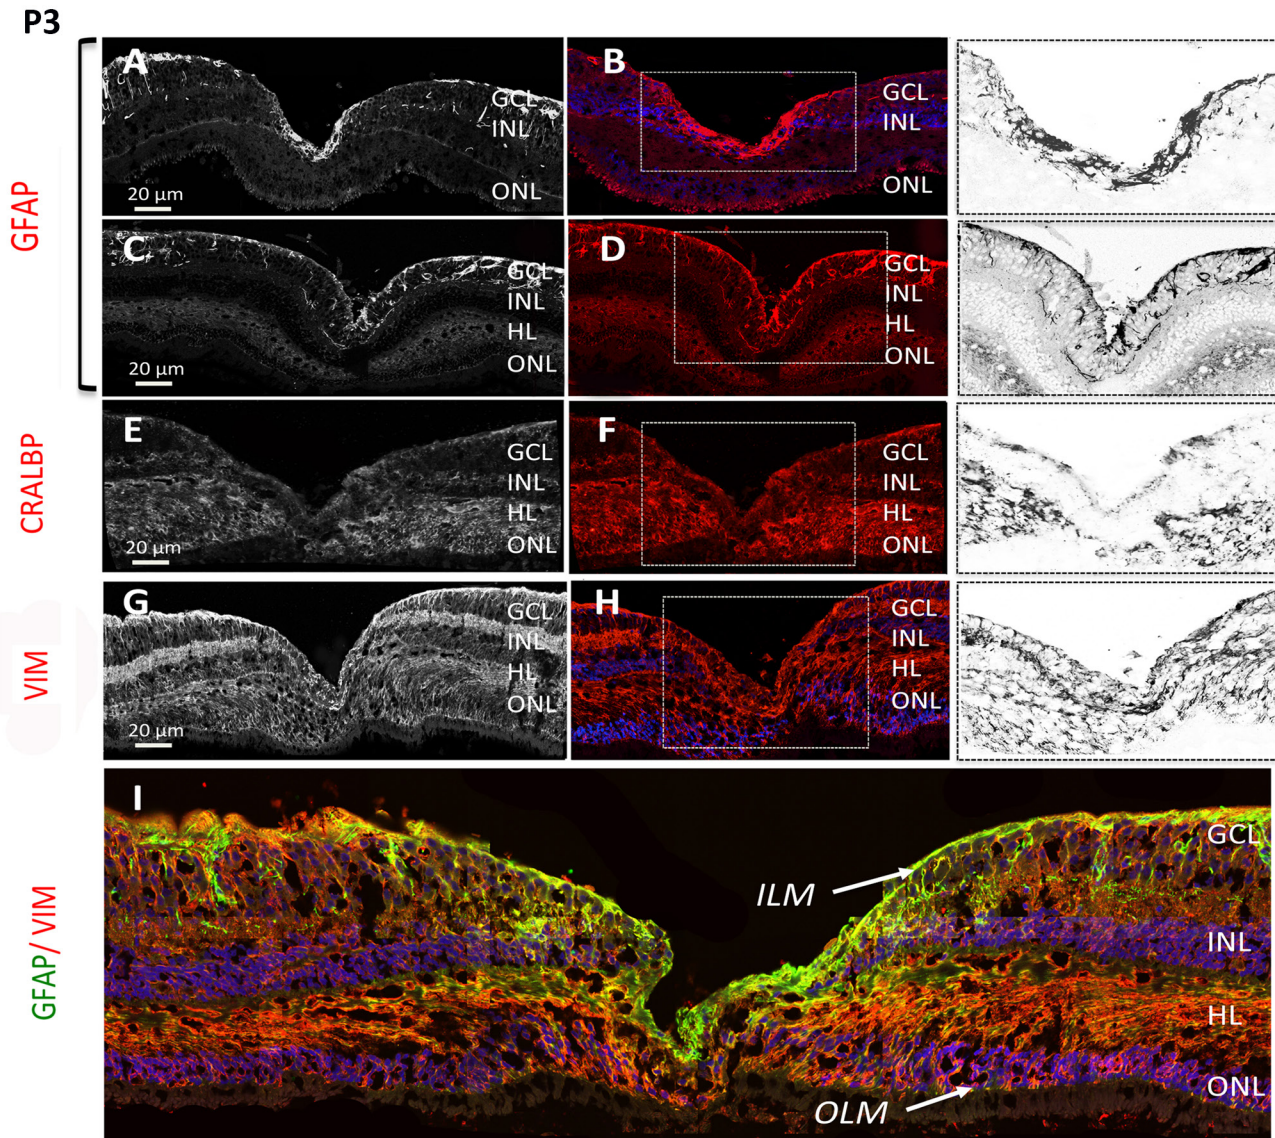 P3
GFAP
A
GCL
INL
ONL
20 µm
B
GCL
INL
ONL
C
GCL
INL
HL
ONL
20 µm
D
GCL
INL
HL
ONL
CRALBP
E
GCL
INL
HL
ONL
20 µm
F
GCL
INL
HL
ONL
VIM
G
GCL
INL
HL
ONL
20 µm
H
GCL
INL
HL
ONL
GFAP/ VIM
I
GCL
ILM
INL
HL
ONL
OLM